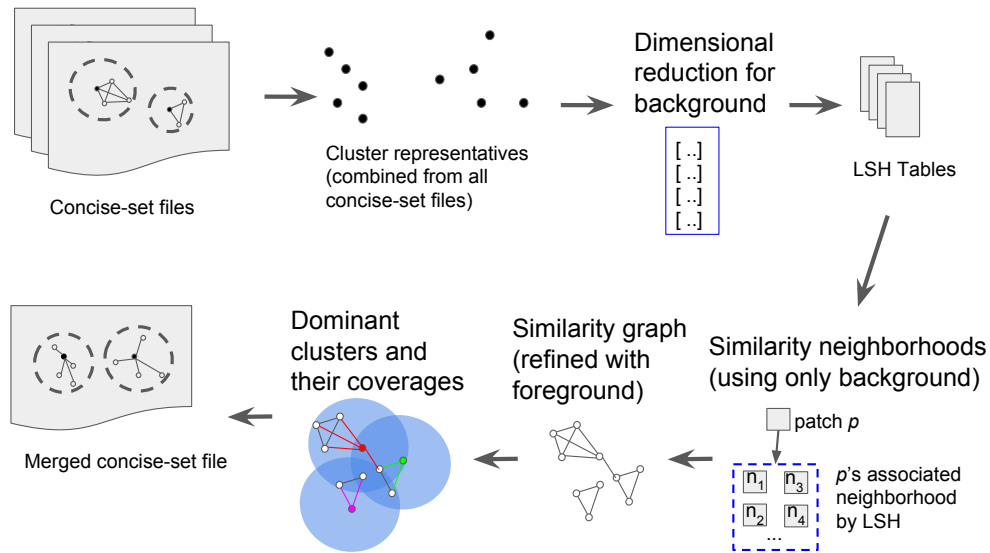 Concise-set files
Cluster representatives
(combined from all
concise-set files)
Dimensional
reduction for
background
[ ..]
[ ..]
[ ..]
[ ..]
LSH Tables
Similarity neighborhoods
(using only background)
patch p
n1 n3
n2 n4
...
p's associated
neighborhood
by LSH
Similarity graph
(refined with
foreground)
Dominant
clusters and
their coverages
Merged concise-set file